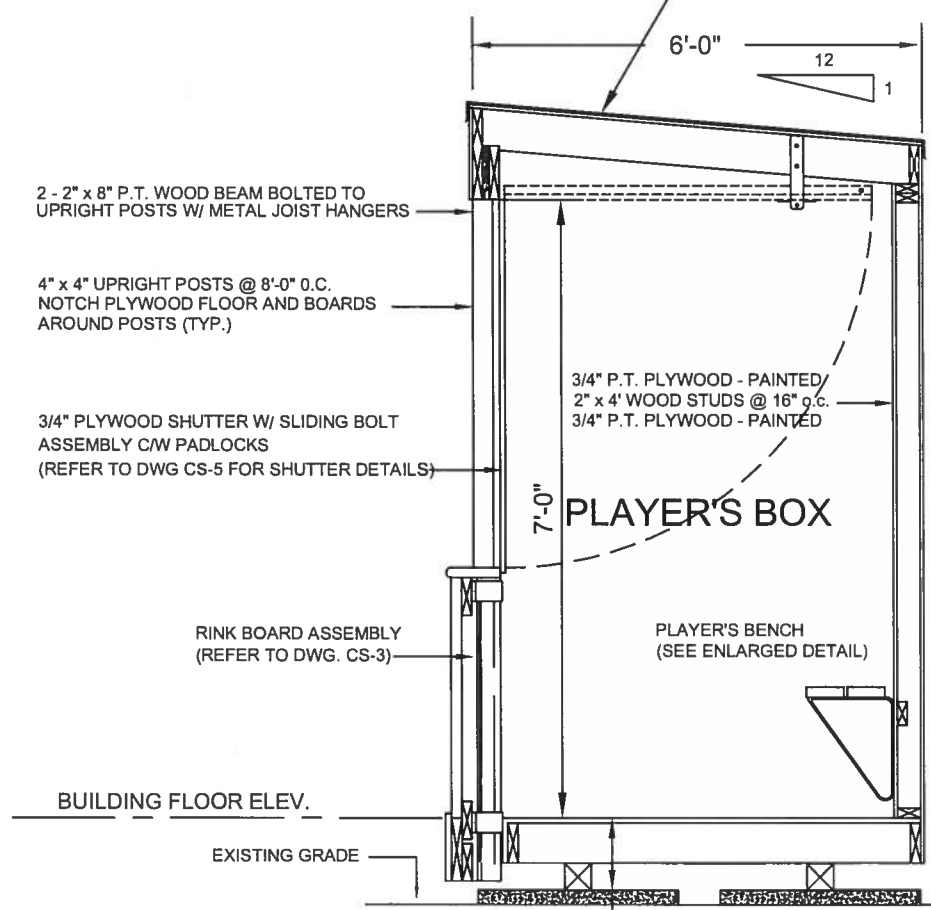 6'-0"
12
1
2 - 2" x 8" P.T. WOOD BEAM BOLTED TO
UPRIGHT POSTS W/ METAL JOIST HANGERS
4" x 4" UPRIGHT POSTS @ 8'-0" 0.C.
NOTCH PLYWOOD FLOOR AND BOARDS
AROUND POSTS (TYP.)
3/4" P.T. PLYWOOD - PAINTED
2" x 4' WOOD STUDS @ 16" o.c.
3/4" P.T. PLYWOOD - PAINTED
3/4" PLYWOOD SHUTTER W/ SLIDING BOLT
ASSEMBLY C/W PADLOCKS
(REFER TO DWG CS-5 FOR SHUTTER DETAILS)
7'-0"
PLAYER'S BOX
RINK BOARD ASSEMBLY
(REFER TO DWG. CS-3)
PLAYER'S BENCH
(SEE ENLARGED DETAIL)
BUILDING FLOOR ELEV.
EXISTING GRADE